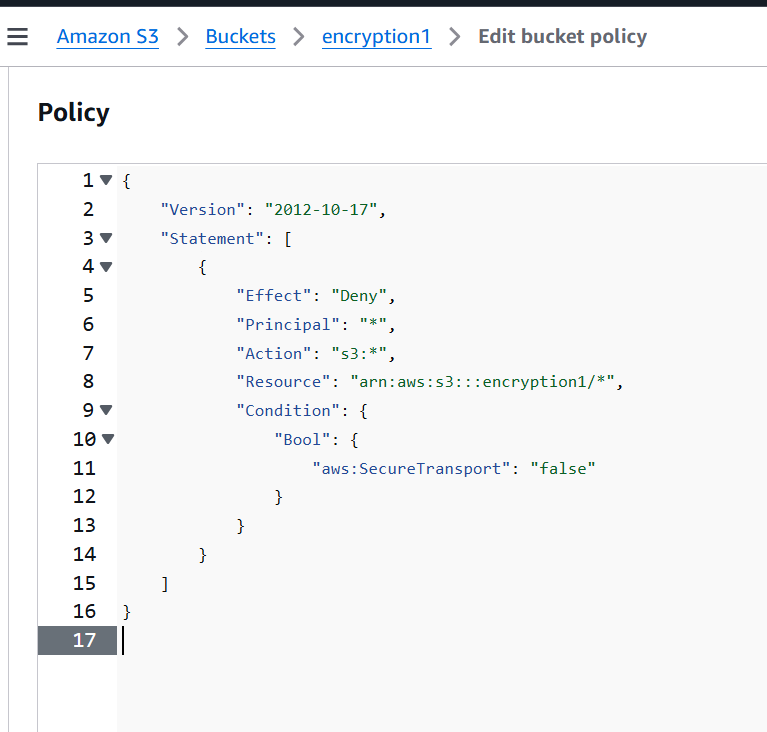 Amazon S3 > Buckets > encryption1 > Edit bucket policy
Policy
1 {
2     "Version": "2012-10-17",
3     "Statement": [
4         {
5             "Effect": "Deny",
6             "Principal": "*",
7             "Action": "s3:*",
8             "Resource": "arn:aws:s3:::encryption1/*",
9             "Condition": {
10                 "Bool": {
11                     "aws:SecureTransport": "false"
12                 }
13             }
14         }
15     ]
16 }
17